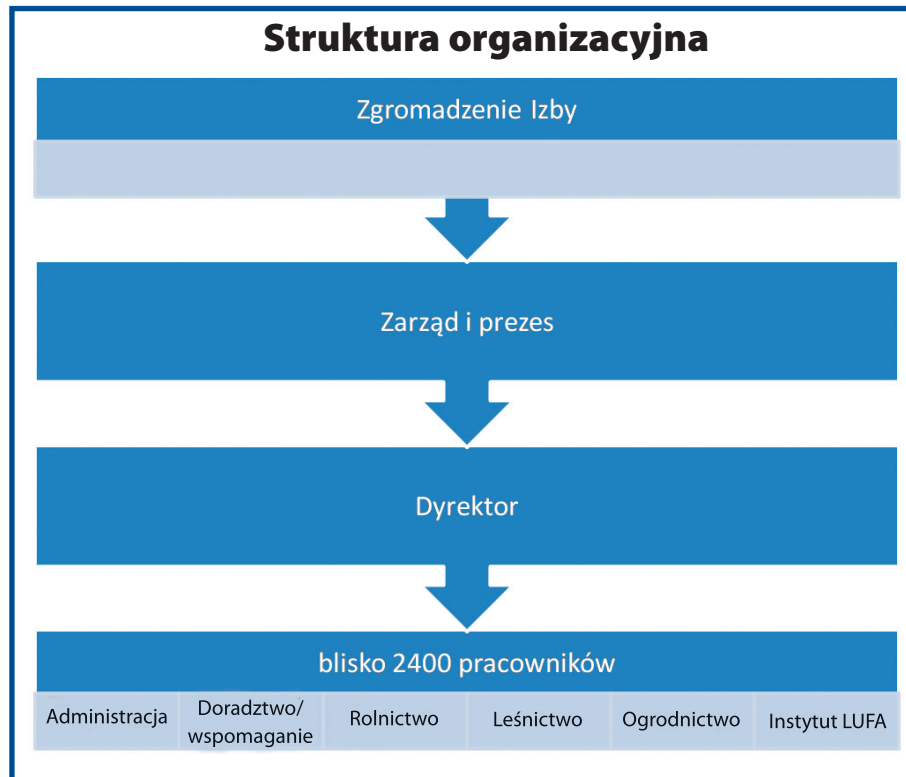 Struktura organizacyjna
Zgromadzenie Izby
Zarząd i prezes
Dyrektor
blisko 2400 pracowników
Administracja
Doradztwo/
wspomaganie
Rolnictwo
Leśnictwo
Ogrodnictwo
Instytut LUFA